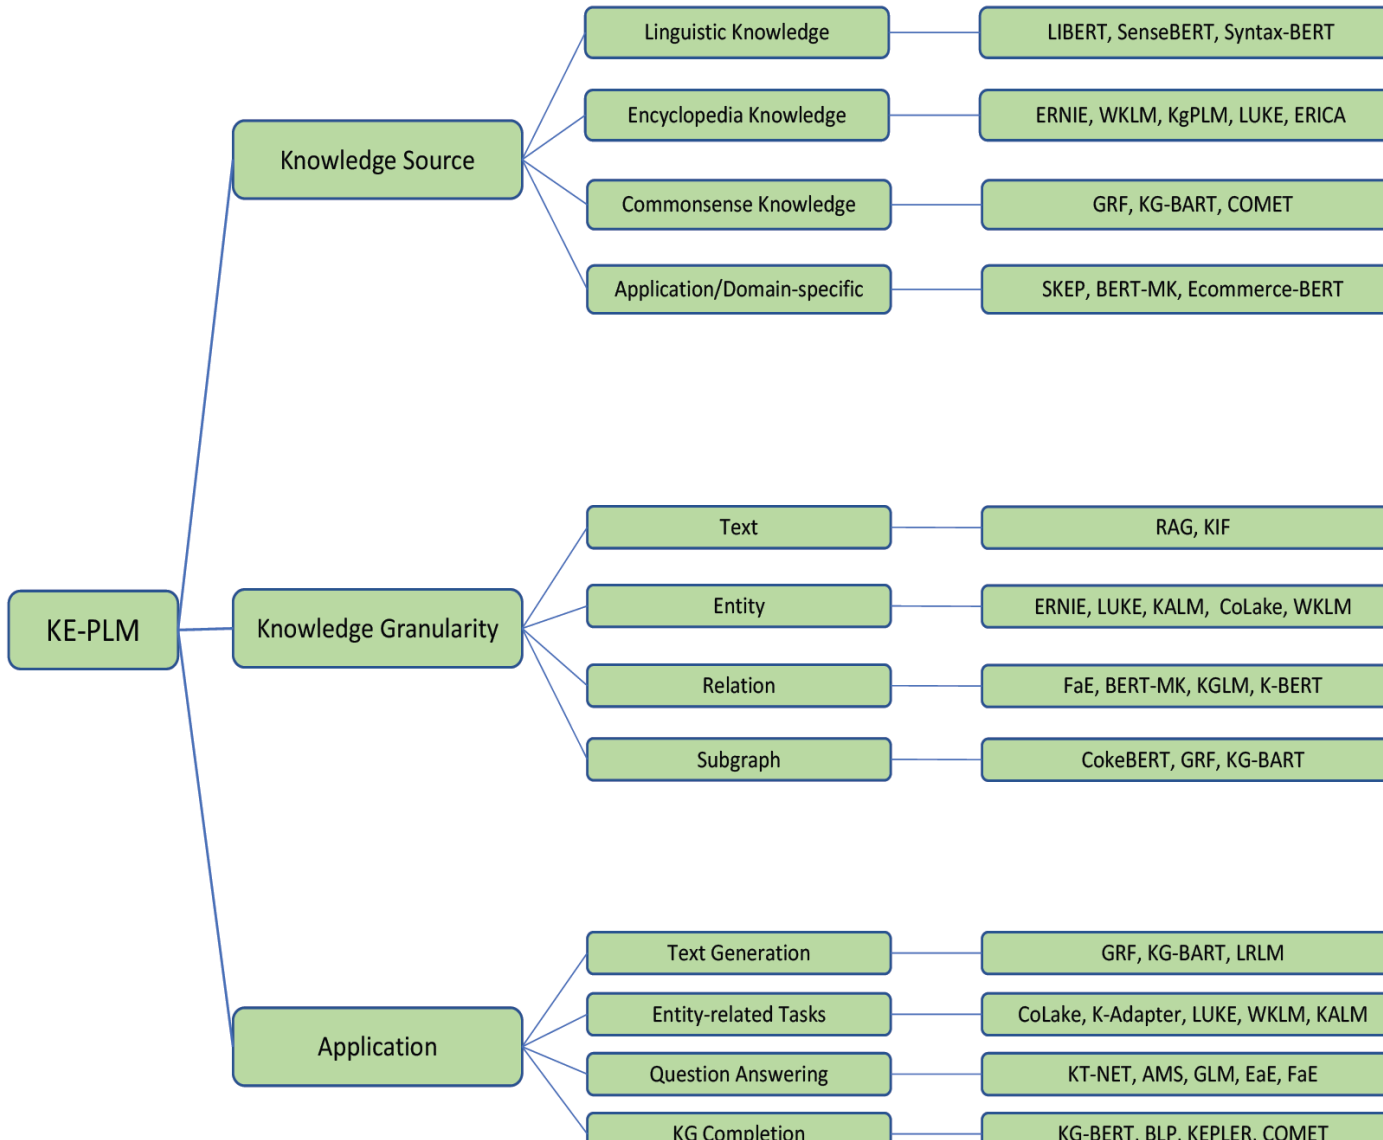 Linguistic Knowledge
LIBERT, SenseBERT, Syntax-BERT
Encyclopedia Knowledge
ERNIE, WKLM, KgPLM, LUKE, ERICA
Knowledge Source
Commonsense Knowledge
GRF, KG-BART, COMET
Application/Domain-specific
SKEP, BERT-MK, Ecommerce-BERT
Text
RAG, KIF
Entity
ERNIE, LUKE, KALM, CoLake, WKLM
KE-PLM
Knowledge Granularity
Relation
FaE, BERT-MK, KGLM, K-BERT
Subgraph
CokeBERT, GRF, KG-BART
Text Generation
GRF, KG-BART, LRLM
Entity-related Tasks
CoLake, K-Adapter, LUKE, WKLM, KALM
Application
Question Answering
KT-NET, AMS, GLM, EaE, FaE
KG Completion
KG-BERT, BLP, KEPLER, COMET